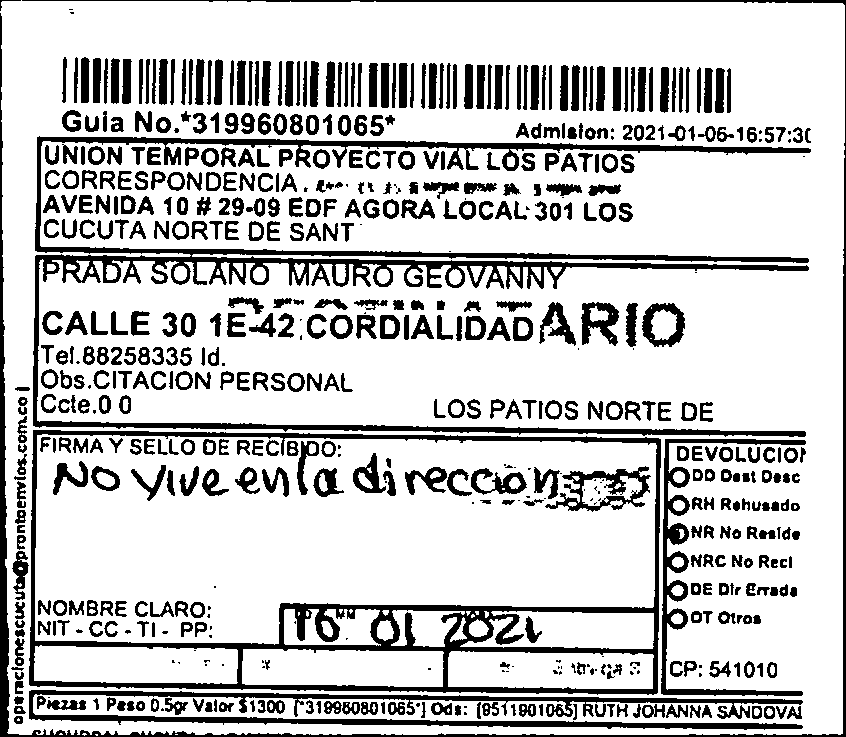 Guia No.*319960801065*
Admision: 2021-01-06-16:57:30
UNION TEMPORAL PROYECTO VIAL LOS PATIOS
CORRESPONDENCIA.
AVENIDA 10 # 29-09 EDF AGORA LOCAL 301 LOS
CUCUTA NORTE DE SANT
PRADA SOLANO MAURO GEOVANNY
CALLE 30 1E-42 CORDIALIDAD ARIO
Tel.88258335 Id.
Obs.CITACION PERSONAL
Ccte.0 0
LOS PATIOS NORTE DE
operacionescucuta@prontoenvios.com.co |
FIRMA Y SELLO DE RECIBIDO:
No vive en la direccion
DEVOLUCION
DD Dest Desc
RH Rehusado
NR No Reside
NRC No Recl
DE Dir Errada
OT Otros
NOMBRE CLARO:
NIT - CC - TI - PP:
16 01 2021
CP: 541010
Piezas 1 Peso 0.5gr Valor $1300 [*319960801065*] Ods: [9511901065] RUTH JOHANNA SANDOVAL